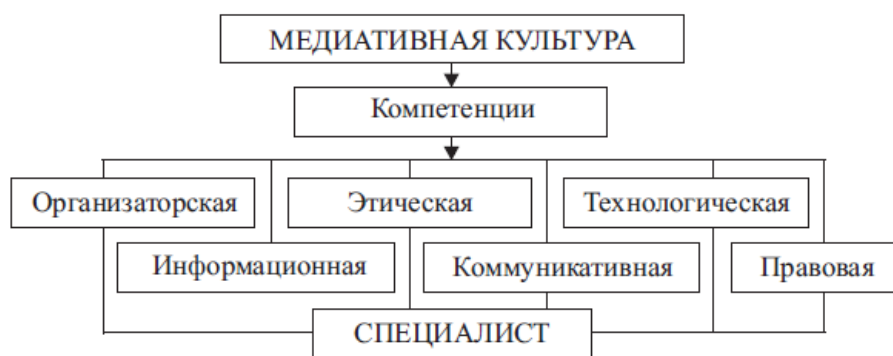 МЕДИАТИВНАЯ КУЛЬТУРА
Компетенции
Организаторская
Этическая
Технологическая
Информационная
Коммуникативная
Правовая
СПЕЦИАЛИСТ